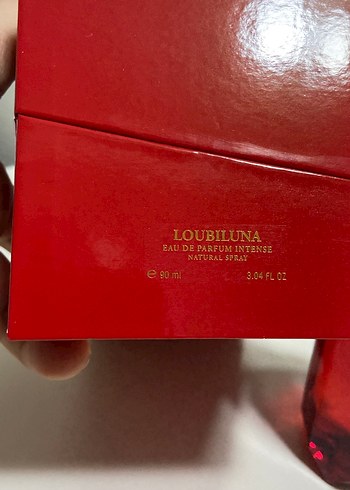 LOUBILUNA
EAU DE PARFUM INTENSE
NATURAL SPRAY
℮ 90 ml 3.04 FL OZ